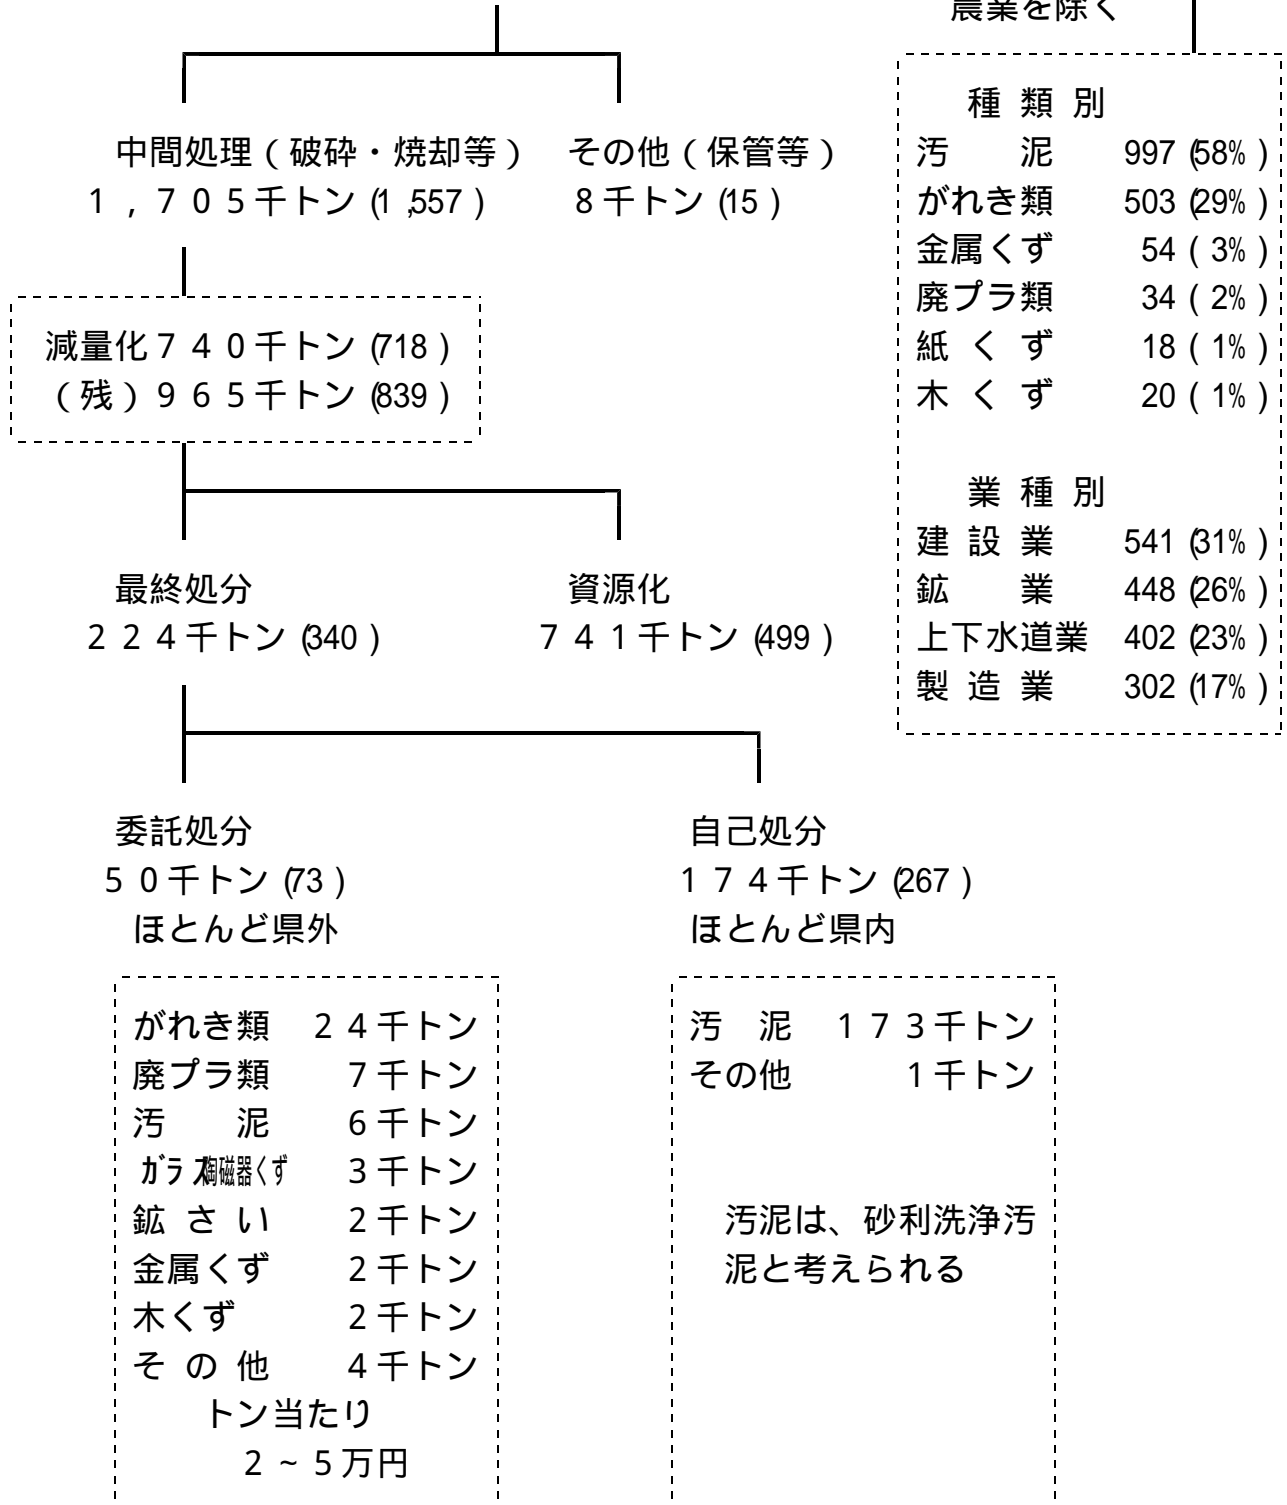 農業を除く
中間処理（破砕・焼却等）　その他（保管等）
１，７０５千トン (1,557)　８千トン (15)
減量化７４０千トン (718)
（残）９６５千トン (839)
最終処分　資源化
２２４千トン (340)　７４１千トン (499)
種 類 別
汚　　泥　997 (58%)
がれき類　503 (29%)
金属くず　54 ( 3%)
廃プラ類　34 ( 2%)
紙 く ず　18 ( 1%)
木 く ず　20 ( 1%)
業 種 別
建 設 業　541 (31%)
鉱　　業　448 (26%)
上下水道業　402 (23%)
製 造 業　302 (17%)
委託処分
５０千トン (73)
ほとんど県外
がれき類　２４千トン
廃プラ類　７千トン
汚　　泥　６千トン
ガラス陶磁器くず　３千トン
鉱 さ い　２千トン
金属くず　２千トン
木くず　２千トン
そ の 他　４千トン
トン当たり
２～５万円
自己処分
１７４千トン (267)
ほとんど県内
汚　泥　１７３千トン
その他　１千トン
汚泥は、砂利洗浄汚
泥と考えられる